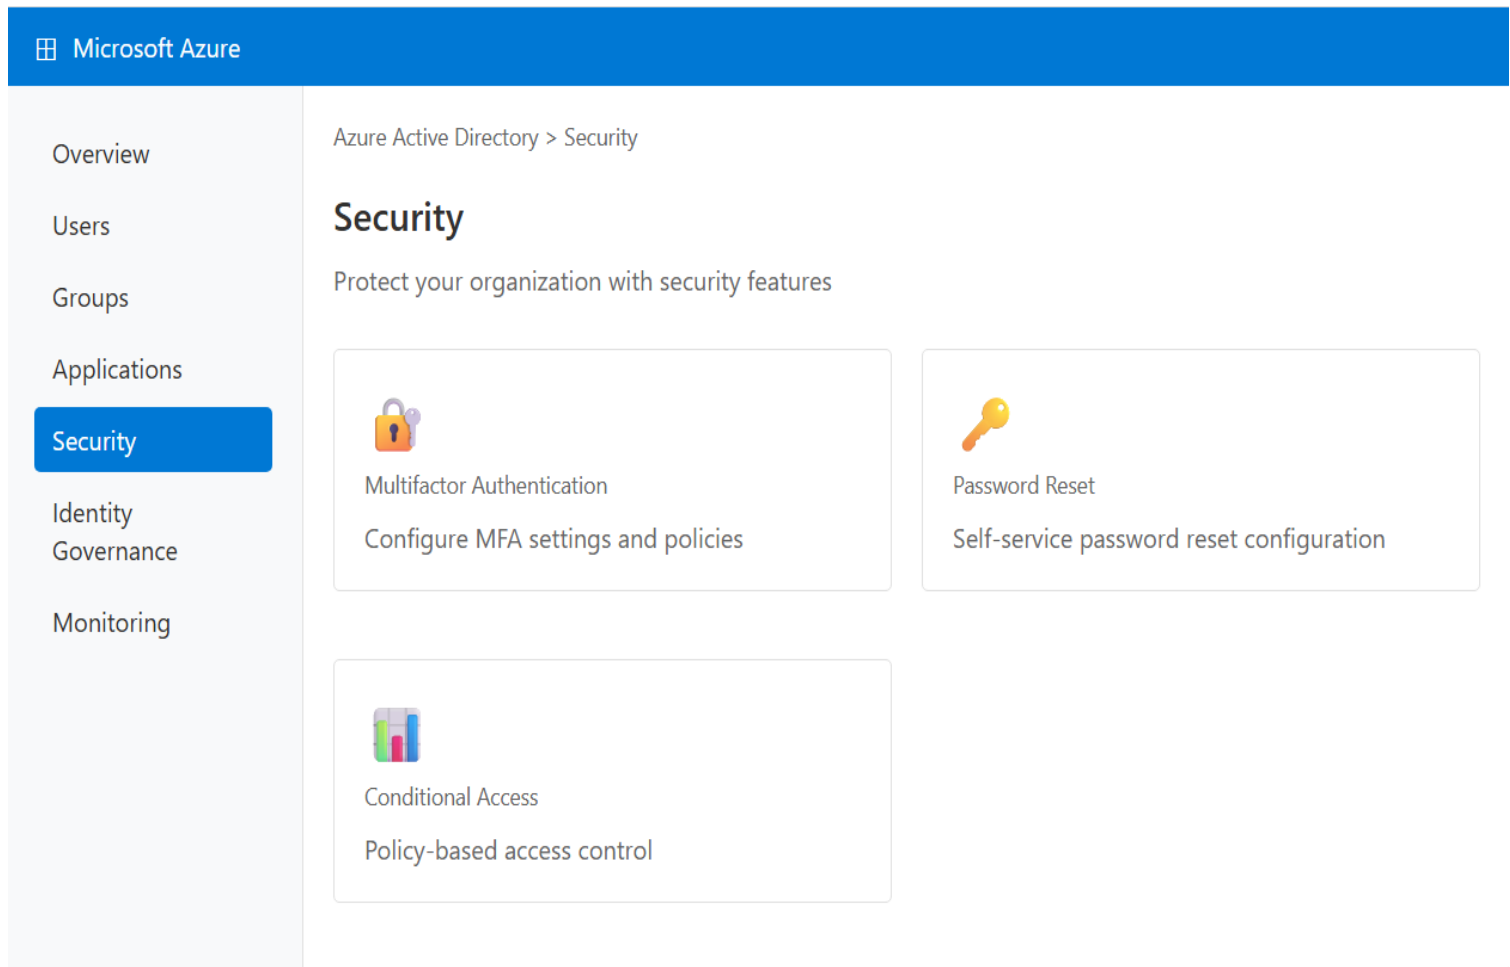 Microsoft Azure
Overview
Users
Groups
Applications
Security
Identity
Governance
Monitoring
Azure Active Directory > Security
Security
Protect your organization with security features
Multifactor Authentication
Configure MFA settings and policies
Password Reset
Self-service password reset configuration
Conditional Access
Policy-based access control